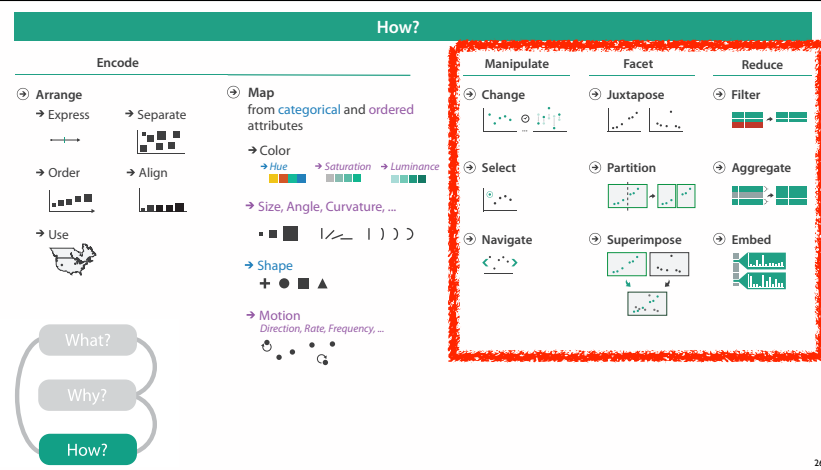 How?
Encode
Arrange
Express
Separate
Order
Align
Use
Map
from categorical and ordered
attributes
Color
Hue
Saturation
Luminance
Size, Angle, Curvature, ...
Shape
Motion
Direction, Rate, Frequency, ...
Manipulate
Change
Select
Navigate
Facet
Juxtapose
Partition
Superimpose
Reduce
Filter
Aggregate
Embed
What?
Why?
How?